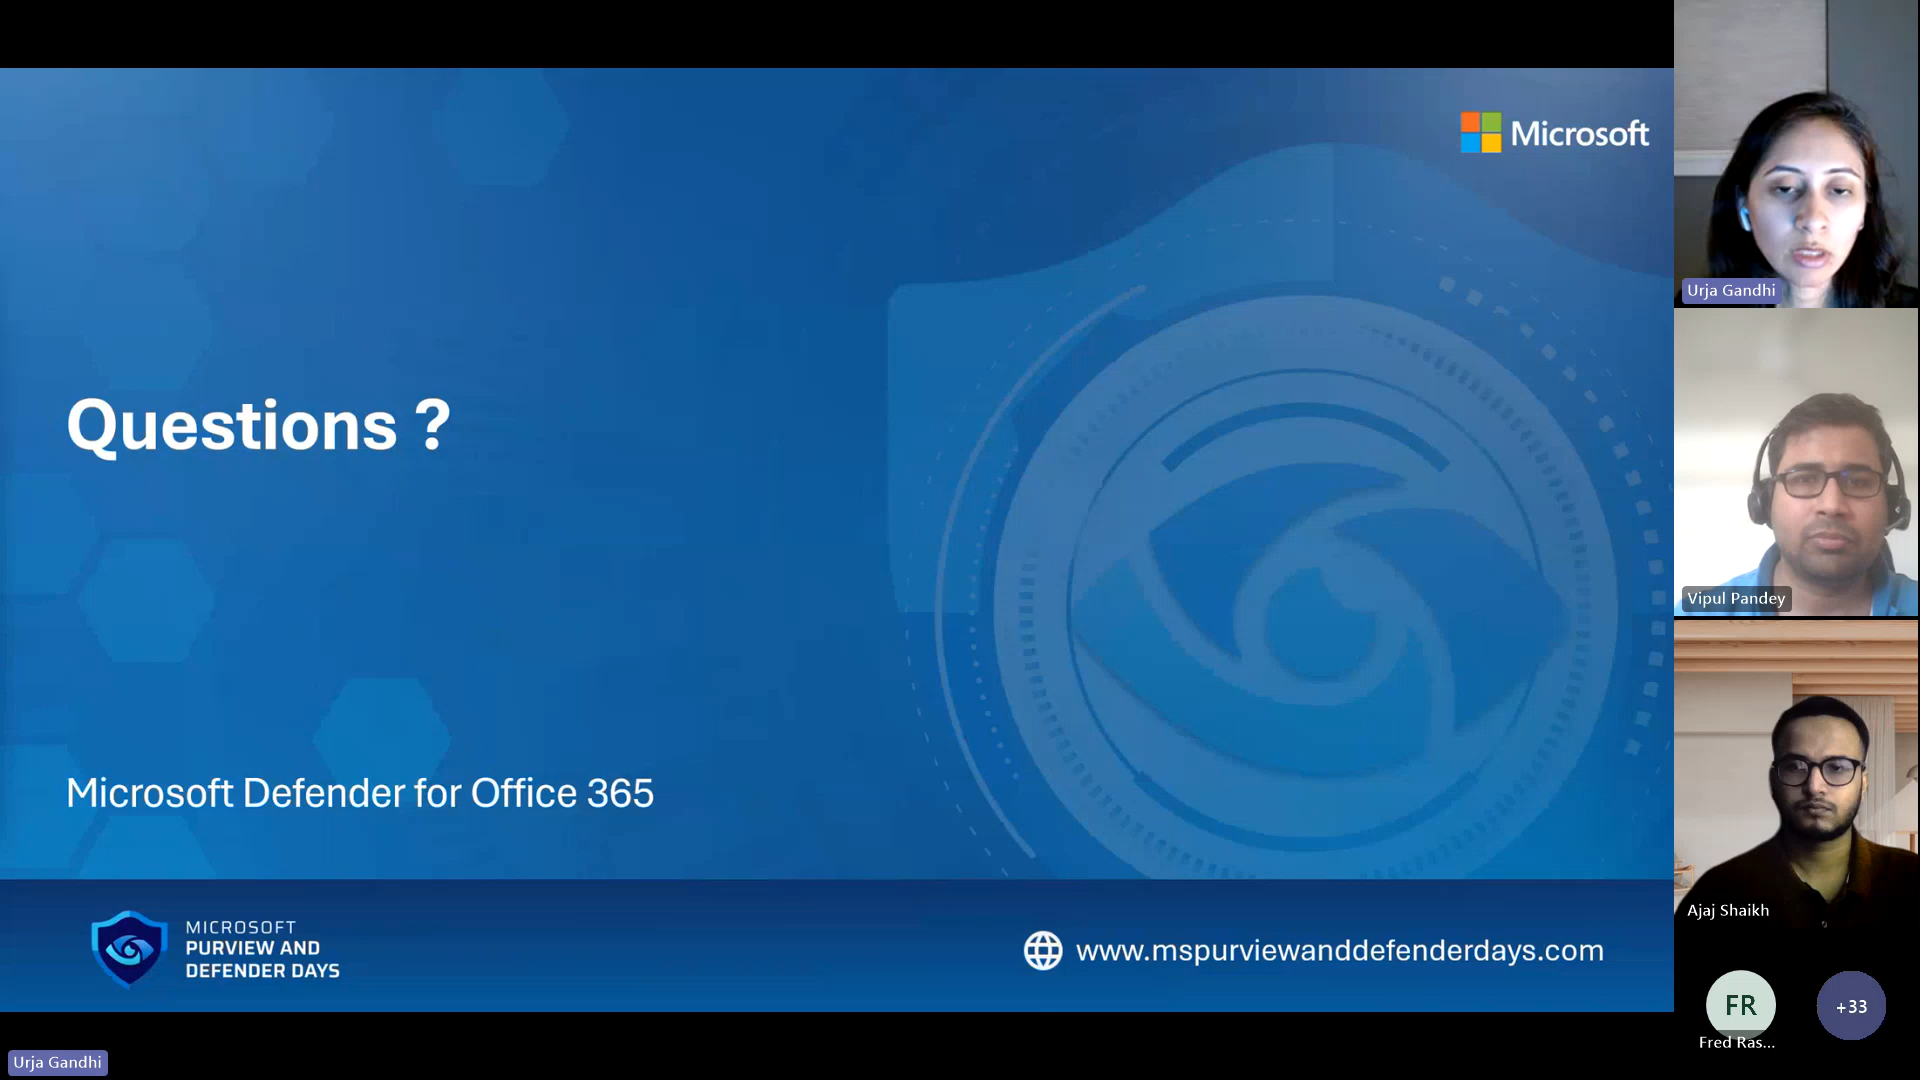 Microsoft
Questions ?
Microsoft Defender for Office 365
MICROSOFT
PURVIEW AND
DEFENDER DAYS
www.mspurviewanddefenderdays.com
Urja Gandhi
Urja Gandhi
Vipul Pandey
Ajaj Shaikh
FR
Fred Ras...
+33